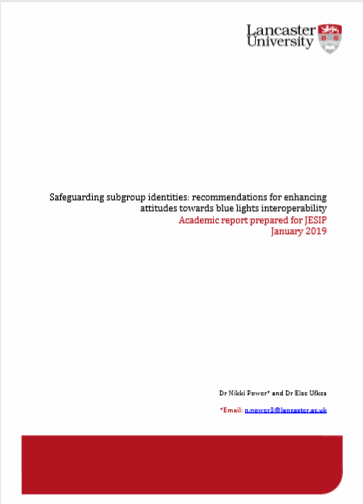 Lancaster
University
Safeguarding subgroup identities: recommendations for enhancing
attitudes towards blue lights interoperability
Academic report prepared for JESIP
January 2019
Dr Nikki Power* and Dr Else Ufkes
*Email: n.power2@lancaster.ac.uk